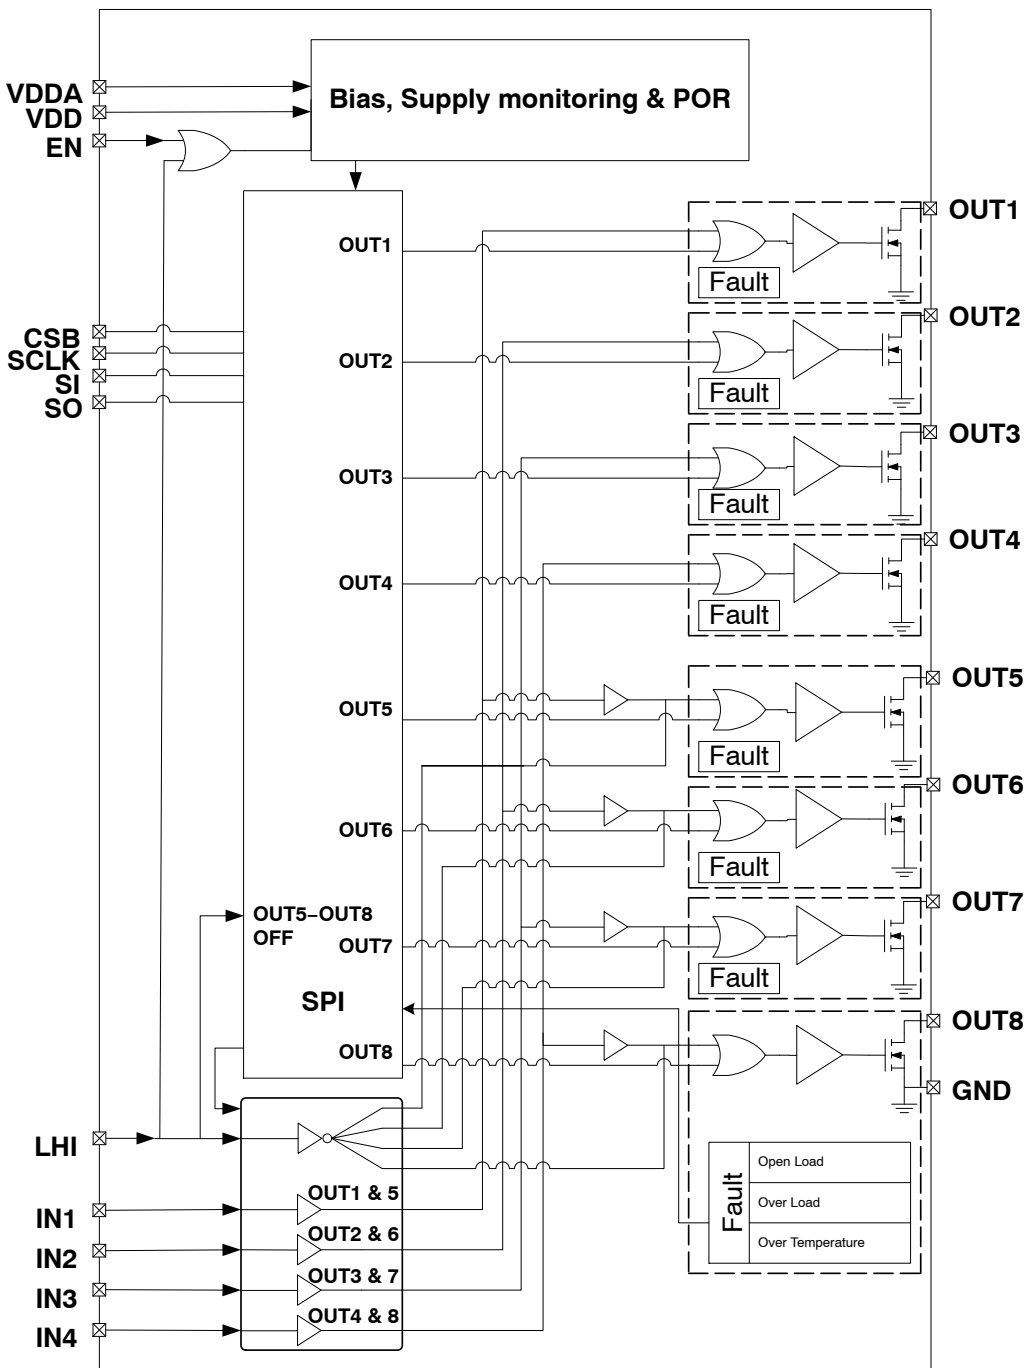 Bias, Supply monitoring & POR
VDDA
VDD
EN
CSB
SCLK
SI
SO
OUT1
OUT2
OUT3
OUT4
OUT5
OUT6
OUT5–OUT8
OFF
OUT7
SPI
OUT8
Fault
OUT1
Fault
OUT2
Fault
OUT3
Fault
OUT4
Fault
OUT5
Fault
OUT6
Fault
OUT7
OUT8
GND
Fault
Open Load
Over Load
Over Temperature
LHI
IN1
OUT1 & 5
IN2
OUT2 & 6
IN3
OUT3 & 7
IN4
OUT4 & 8